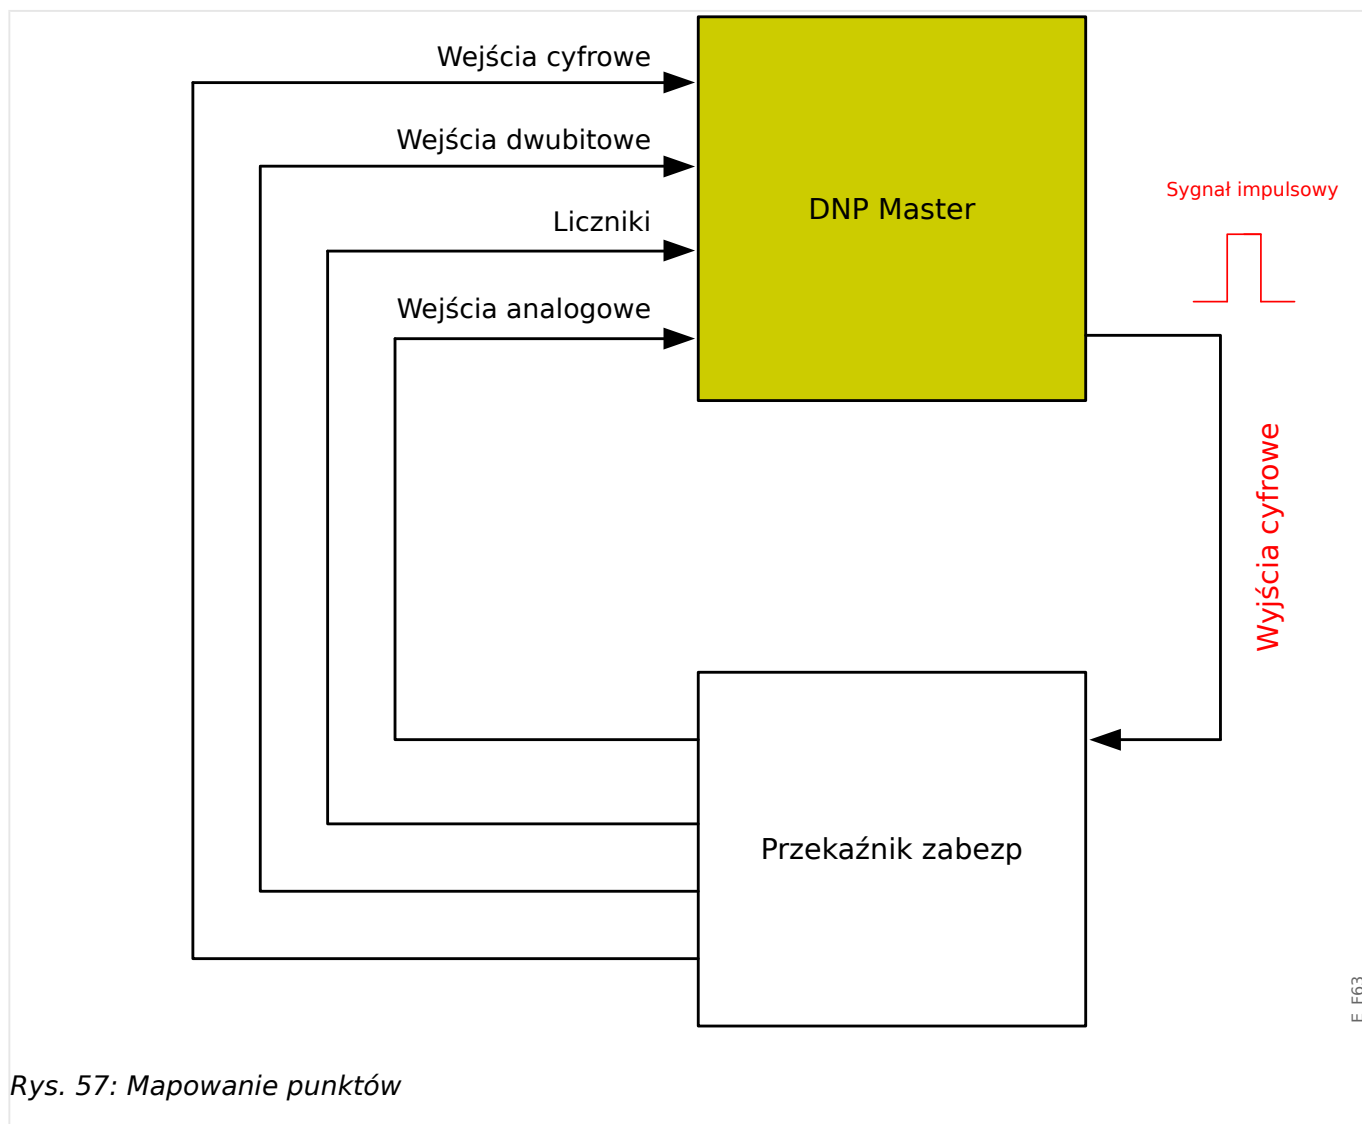 Wejścia cyfrowe
Wejścia dwubitowe
Liczniki
Wejścia analogowe
DNP Master
Sygnał impulsowy
Wyjścia cyfrowe
Przekaźnik zabezp
Rys. 57: Mapowanie punktów